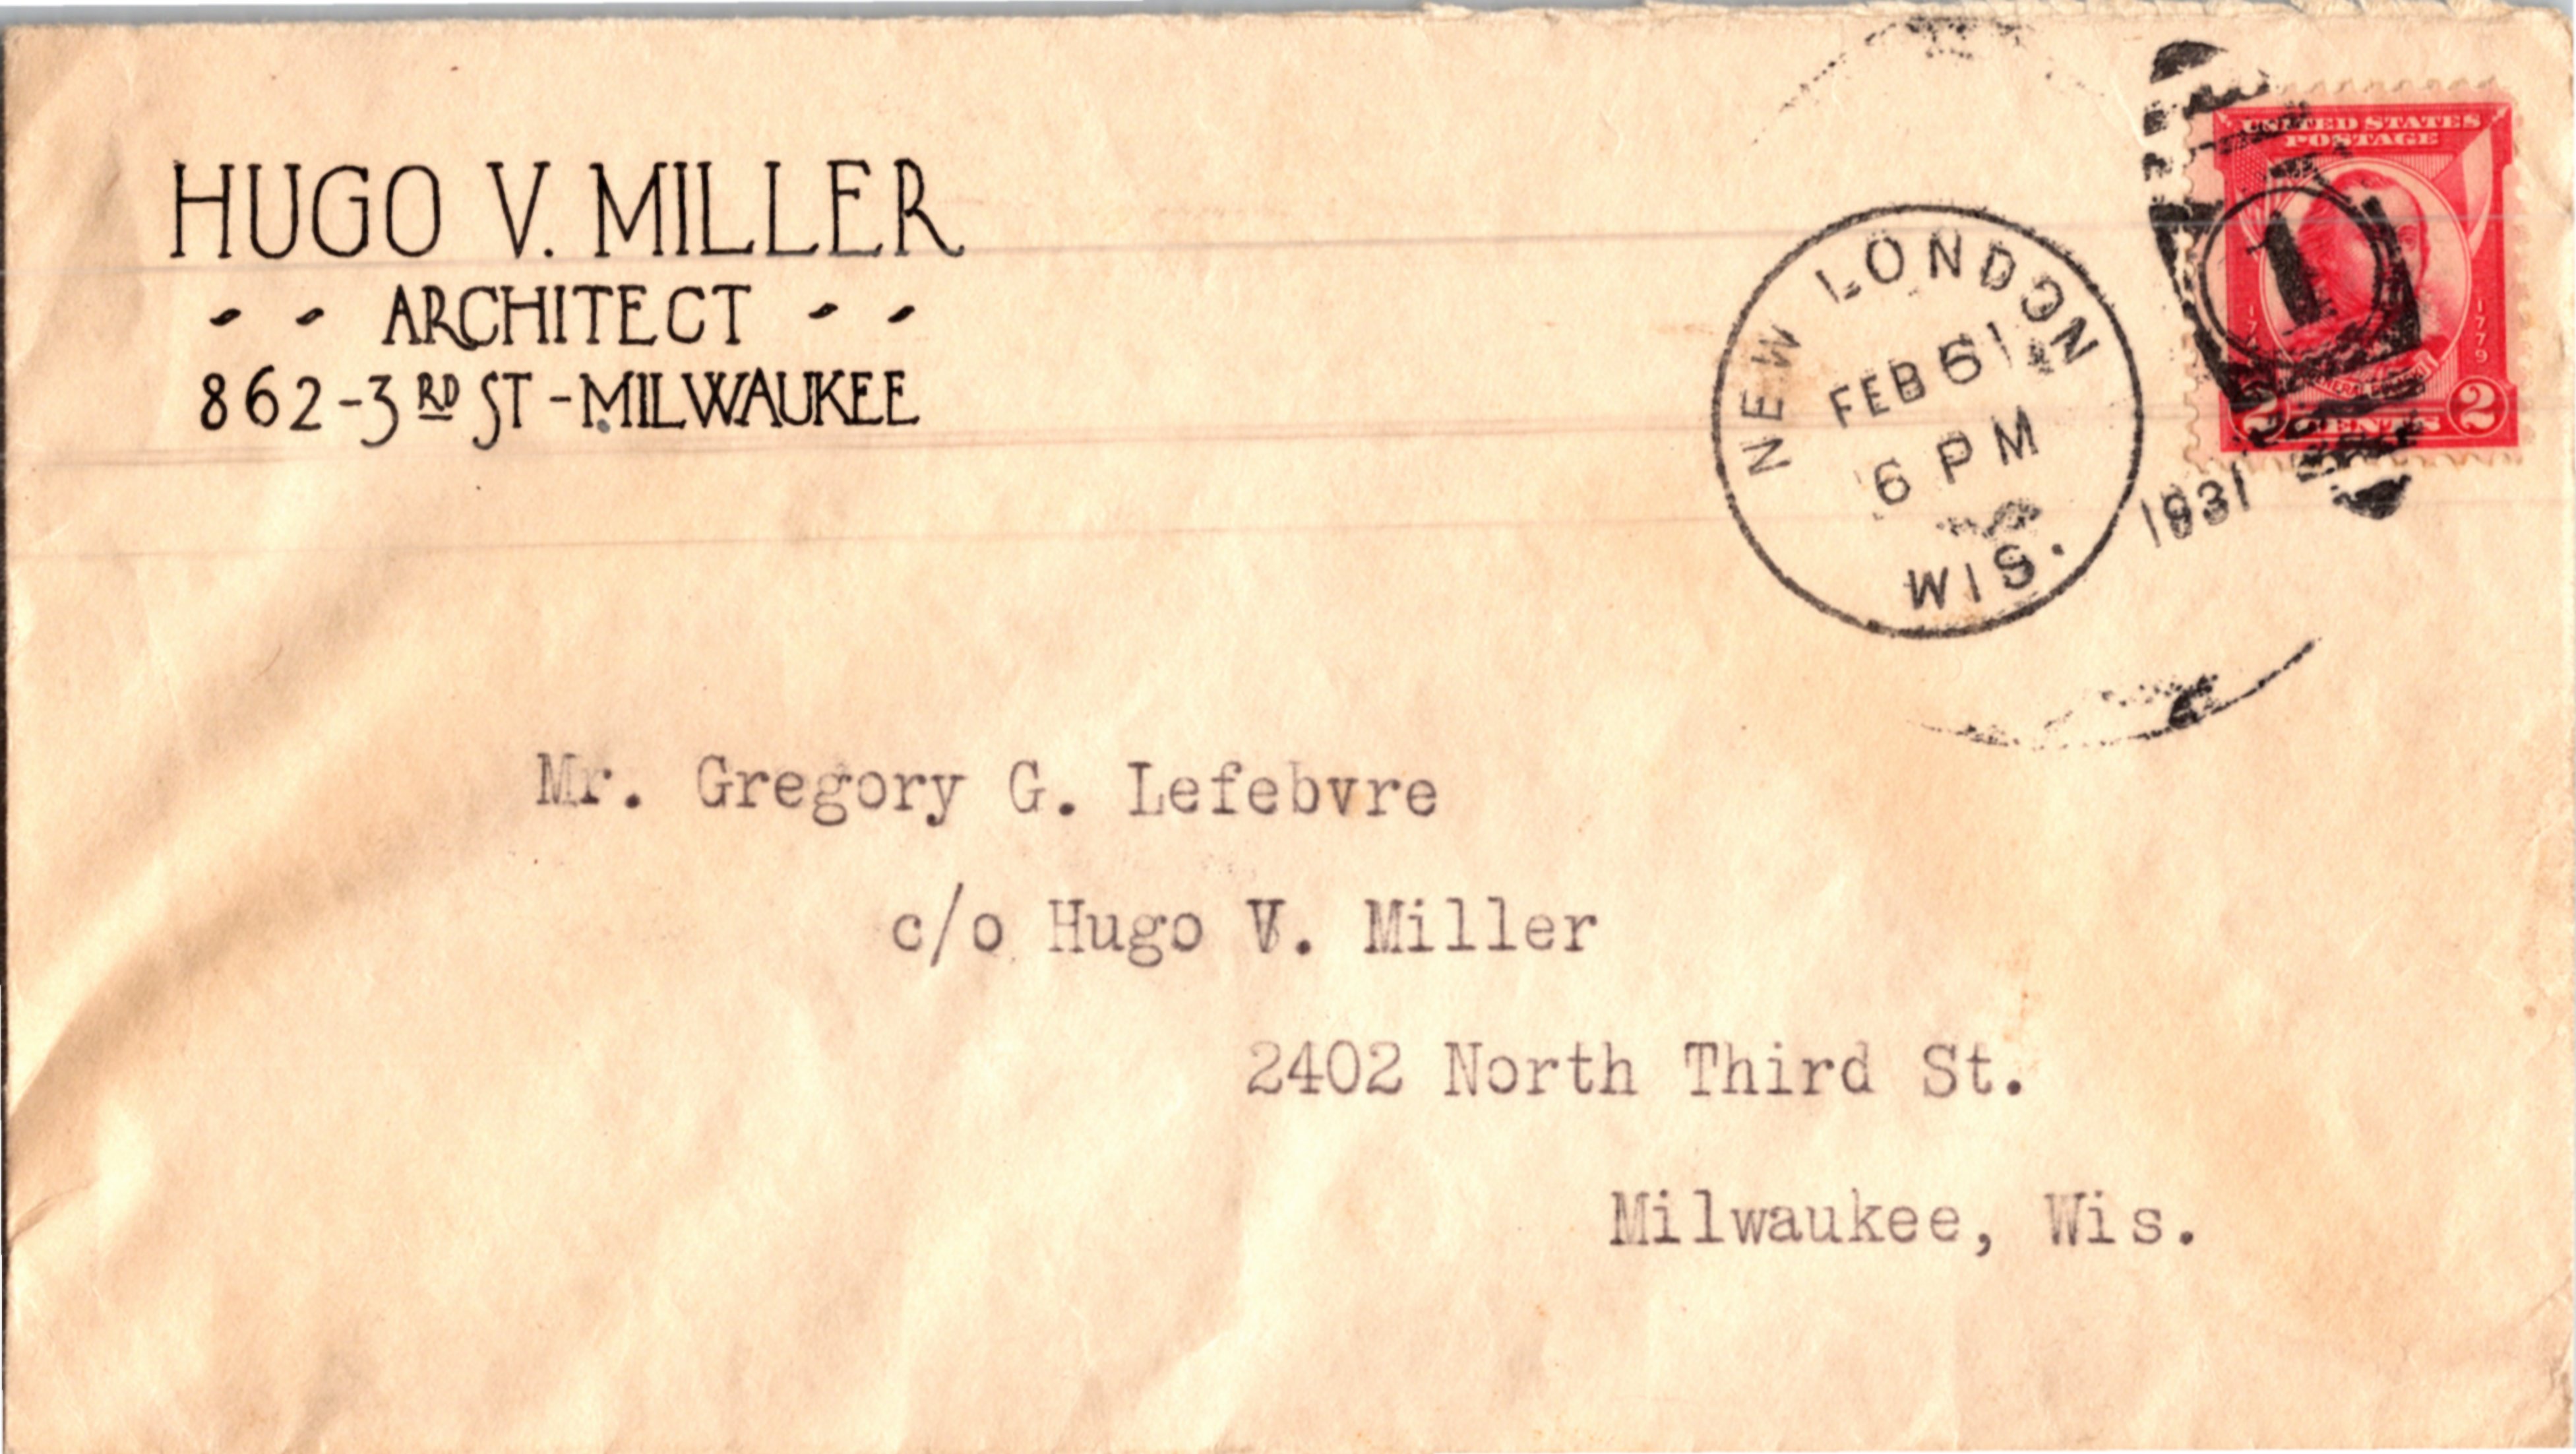 HUGO V. MILLER
- - ARCHITECT - -
862-3RD ST-MILWAUKEE
NEW LONDON
FEB 6
6 PM
WIS.
1931
UNITED STATES
POSTAGE
1779
2 CENTS 2
Mr. Gregory G. Lefebvre
c/o Hugo V. Miller
2402 North Third St.
Milwaukee, Wis.